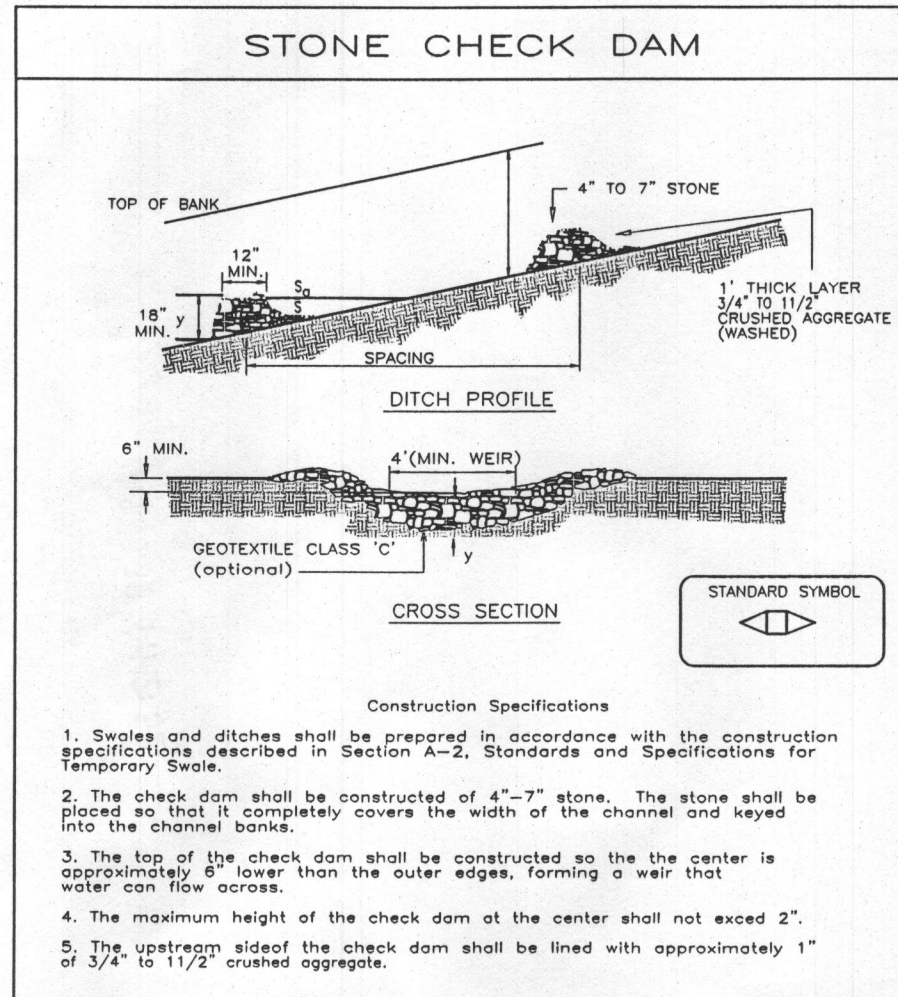 STONE CHECK DAM
TOP OF BANK
4" TO 7" STONE
12"
MIN.
Sa
S
18"
MIN.
y
1' THICK LAYER
3/4" TO 11/2"
CRUSHED AGGREGATE
(WASHED)
SPACING
DITCH PROFILE
6" MIN.
4'(MIN. WEIR)
GEOTEXTILE CLASS 'C'
(optional)
y
CROSS SECTION
STANDARD SYMBOL
Construction Specifications
1. Swales and ditches shall be prepared in accordance with the construction
specifications described in Section A-2, Standards and Specifications for
Temporary Swale.
2. The check dam shall be constructed of 4"-7" stone. The stone shall be
placed so that it completely covers the width of the channel and keyed
into the channel banks.
3. The top of the check dam shall be constructed so the the center is
approximately 6" lower than the outer edges, forming a weir that
water can flow across.
4. The maximum height of the check dam at the center shall not exced 2".
5. The upstream sideof the check dam shall be lined with approximately 1"
of 3/4" to 11/2" crushed aggregate.